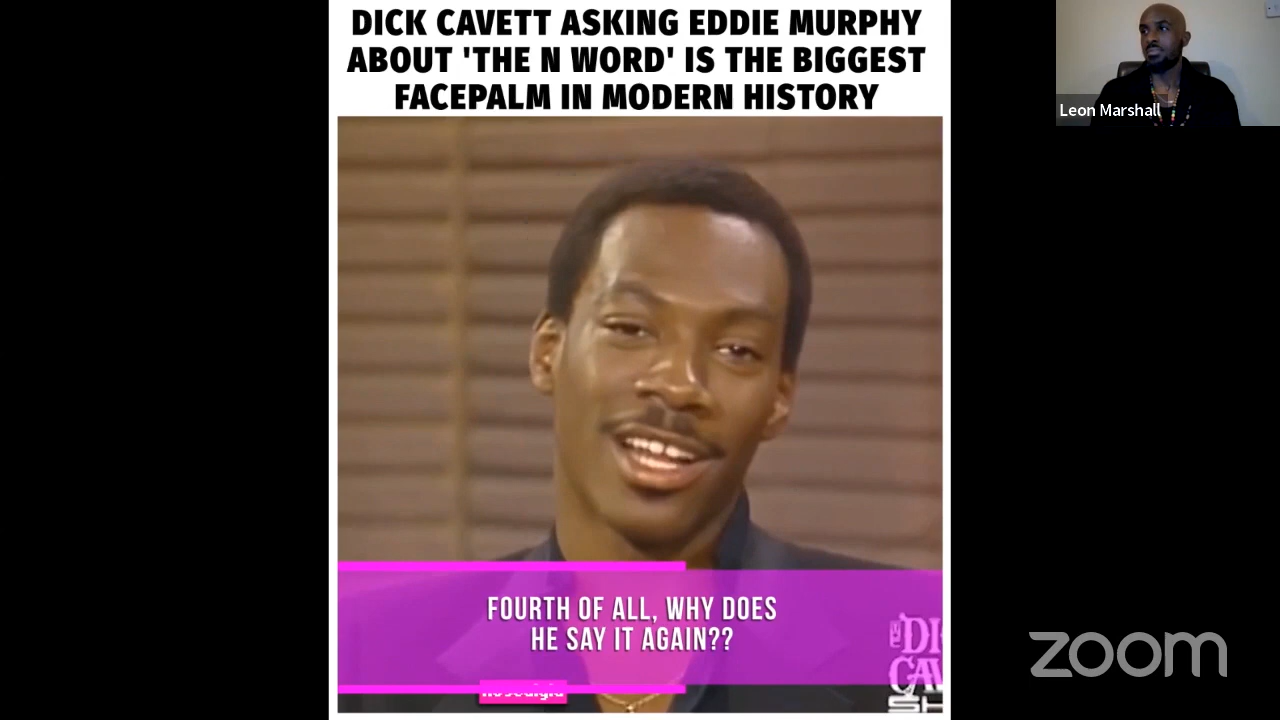 DICK CAVETT ASKING EDDIE MURPHY
ABOUT 'THE N WORD' IS THE BIGGEST
FACEPALM IN MODERN HISTORY
Leon Marshall
FOURTH OF ALL, WHY DOES
HE SAY IT AGAIN??
zoom